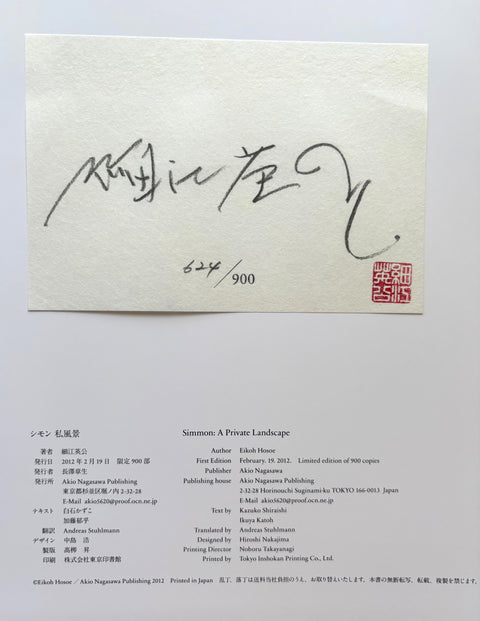 細江英公
624/900
細江
英公
シモン 私風景
著者 細江英公
発行日 2012年2月19日 限定900部
発行者 長澤章生
発行所 Akio Nagasawa Publishing
東京都杉並区堀ノ内2-32-28
E-Mail akio5620@proof.ocn.ne.jp
テキスト 白石かずこ
加藤郁乎
翻訳 Andreas Stuhlmann
デザイン 中島 浩
製版 高栁 昇
印刷 株式会社東京印書館
Simmon: A Private Landscape
Author Eikoh Hosoe
First Edition February. 19. 2012. Limited edition of 900 copies
Publisher Akio Nagasawa
Publishing house Akio Nagasawa Publishing
2-32-28 Horinouchi Suginami-ku TOKYO 166-0013 Japan
E-Mail akio5620@proof.ocn.ne.jp
Text by Kazuko Shiraishi
Ikuya Katoh
Translated by Andreas Stuhlmann
Designed by Hiroshi Nakajima
Printing Director Noboru Takayanagi
Printed by Tokyo Inshokan Printing Co., Ltd.
©Eikoh Hosoe / Akio Nagasawa Publishing 2012 Printed in Japan 乱丁、落丁は送料当社負担のうえ、お取り替えいたします。本書の無断転写、転載、複製を禁じます。